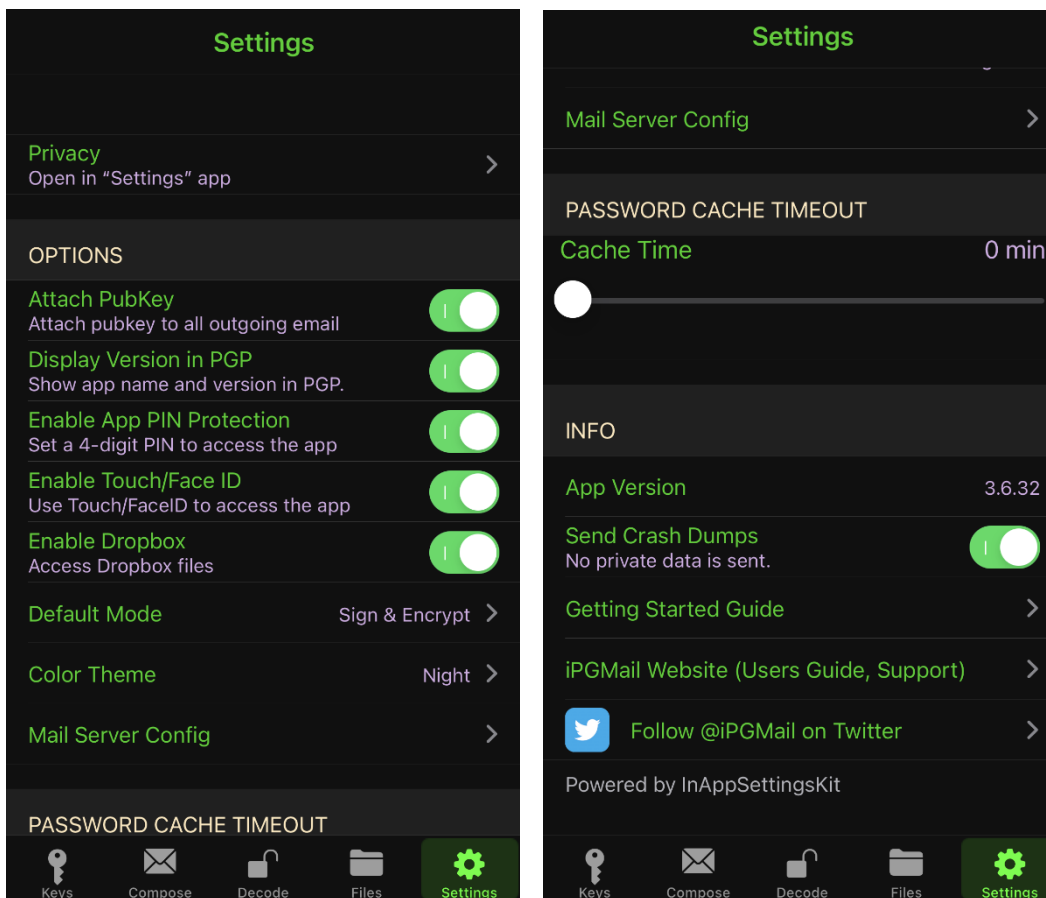 Settings
Privacy
Open in “Settings” app
OPTIONS
Attach PubKey
Attach pubkey to all outgoing email
Display Version in PGP
Show app name and version in PGP.
Enable App PIN Protection
Set a 4-digit PIN to access the app
Enable Touch/Face ID
Use Touch/FaceID to access the app
Enable Dropbox
Access Dropbox files
Default Mode Sign & Encrypt
Color Theme Night
Mail Server Config
PASSWORD CACHE TIMEOUT
Keys Compose Decode Files Settings
Settings
Mail Server Config
PASSWORD CACHE TIMEOUT
Cache Time 0 min
INFO
App Version 3.6.32
Send Crash Dumps
No private data is sent.
Getting Started Guide
iPGMail Website (Users Guide, Support)
Follow @iPGMail on Twitter
Powered by InAppSettingsKit
Keys Compose Decode Files Settings